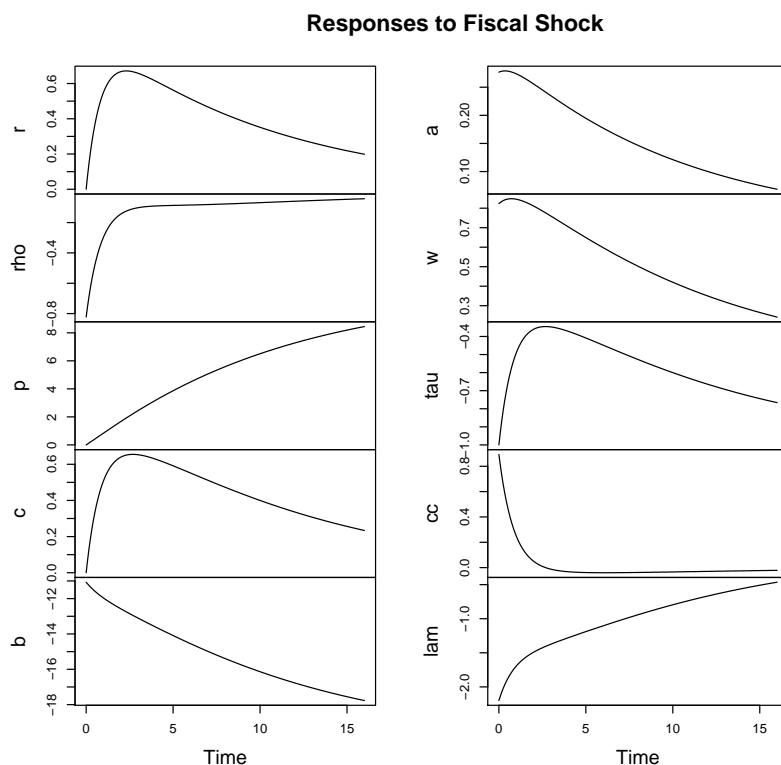 Responses to Fiscal Shock
r
0.0 0.2 0.4 0.6
rho
−0.8 −0.4
p
0 2 4 6 8
c
0.0 0.2 0.4 0.6
b
−18 −16 −14 −12
0 5 10 15
Time
a
0.10 0.20
w
0.3 0.5 0.7
tau
−1.0 −0.7 −0.4
cc
0.0 0.4 0.8
lam
−2.0 −1.0
0 5 10 15
Time